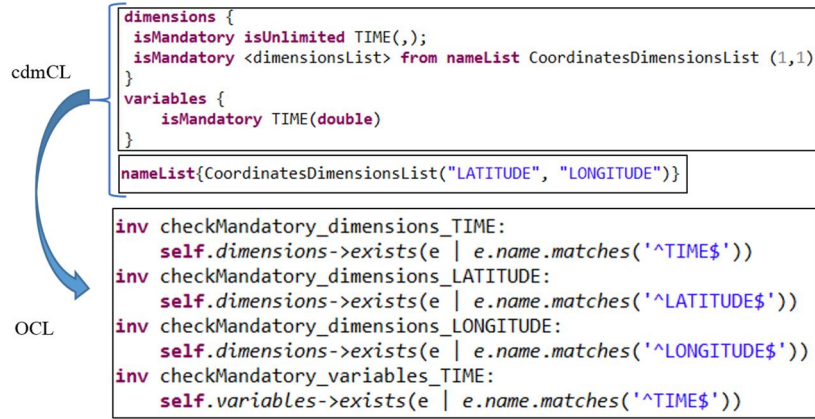 cdmCL
dimensions {
isMandatory isUnlimited TIME(,);
isMandatory <dimensionsList> from nameList CoordinatesDimensionsList (1,1)
}
variables {
isMandatory TIME(double)
}
nameList{CoordinatesDimensionsList("LATITUDE", "LONGITUDE")}
OCL
inv checkMandatory_dimensions_TIME:
self.dimensions->exists(e | e.name.matches('^TIME$'))
inv checkMandatory_dimensions_LATITUDE:
self.dimensions->exists(e | e.name.matches('^LATITUDE$'))
inv checkMandatory_dimensions_LONGITUDE:
self.dimensions->exists(e | e.name.matches('^LONGITUDE$'))
inv checkMandatory_variables_TIME:
self.variables->exists(e | e.name.matches('^TIME$'))